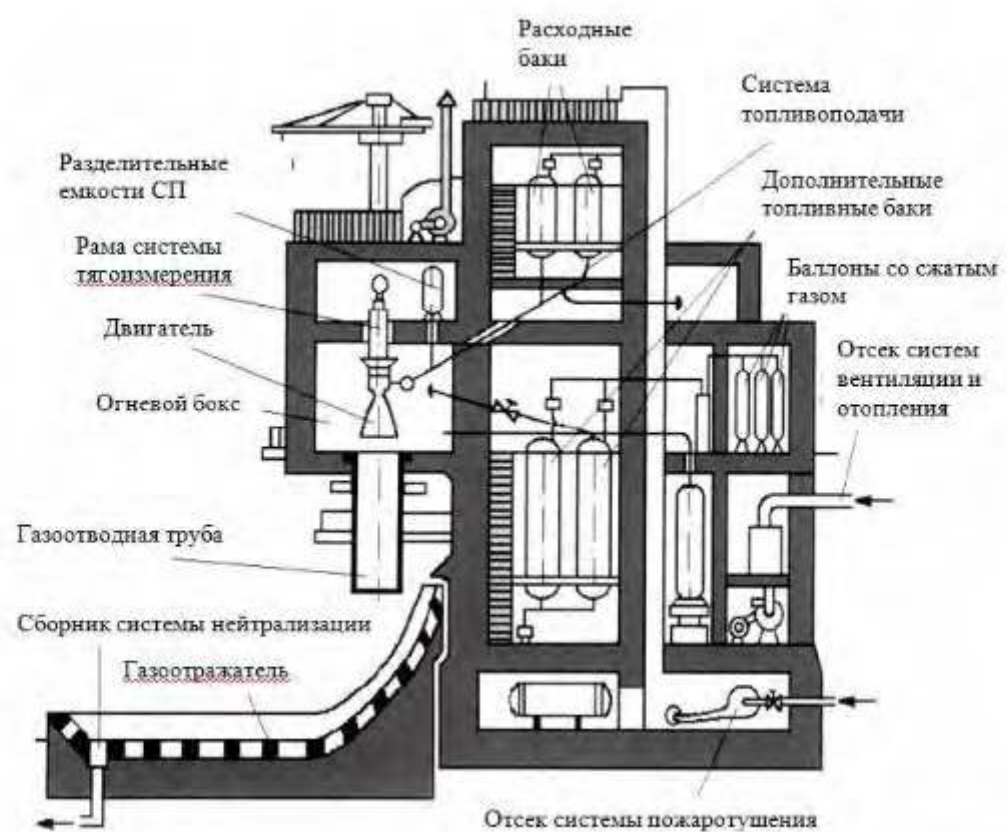 Расходные
баки
Система
топливоподачи
Разделительные
емкости СП
Дополнительные
топливные баки
Рама системы
тягоизмерения
Баллоны со сжатым
газом
Двигатель
Отсек систем
вентиляции и
отопления
Огневой бокс
Газоотводная труба
Сборник системы нейтрализации
Газоотражатель
Отсек системы пожаротушения